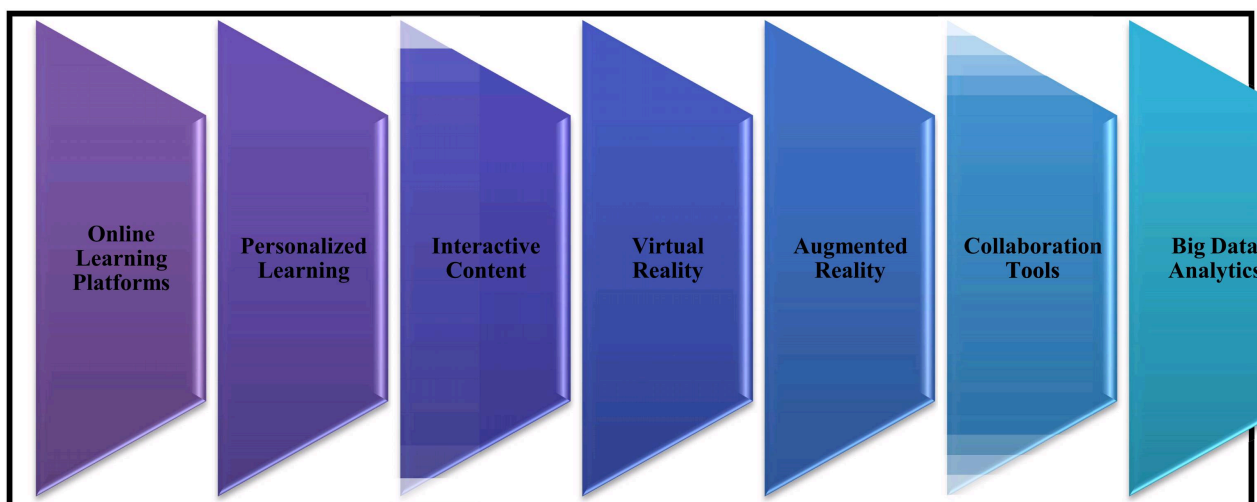 Online
Learning
Platforms
Personalized
Learning
Interactive
Content
Virtual
Reality
Augmented
Reality
Collaboration
Tools
Big Data
Analytics